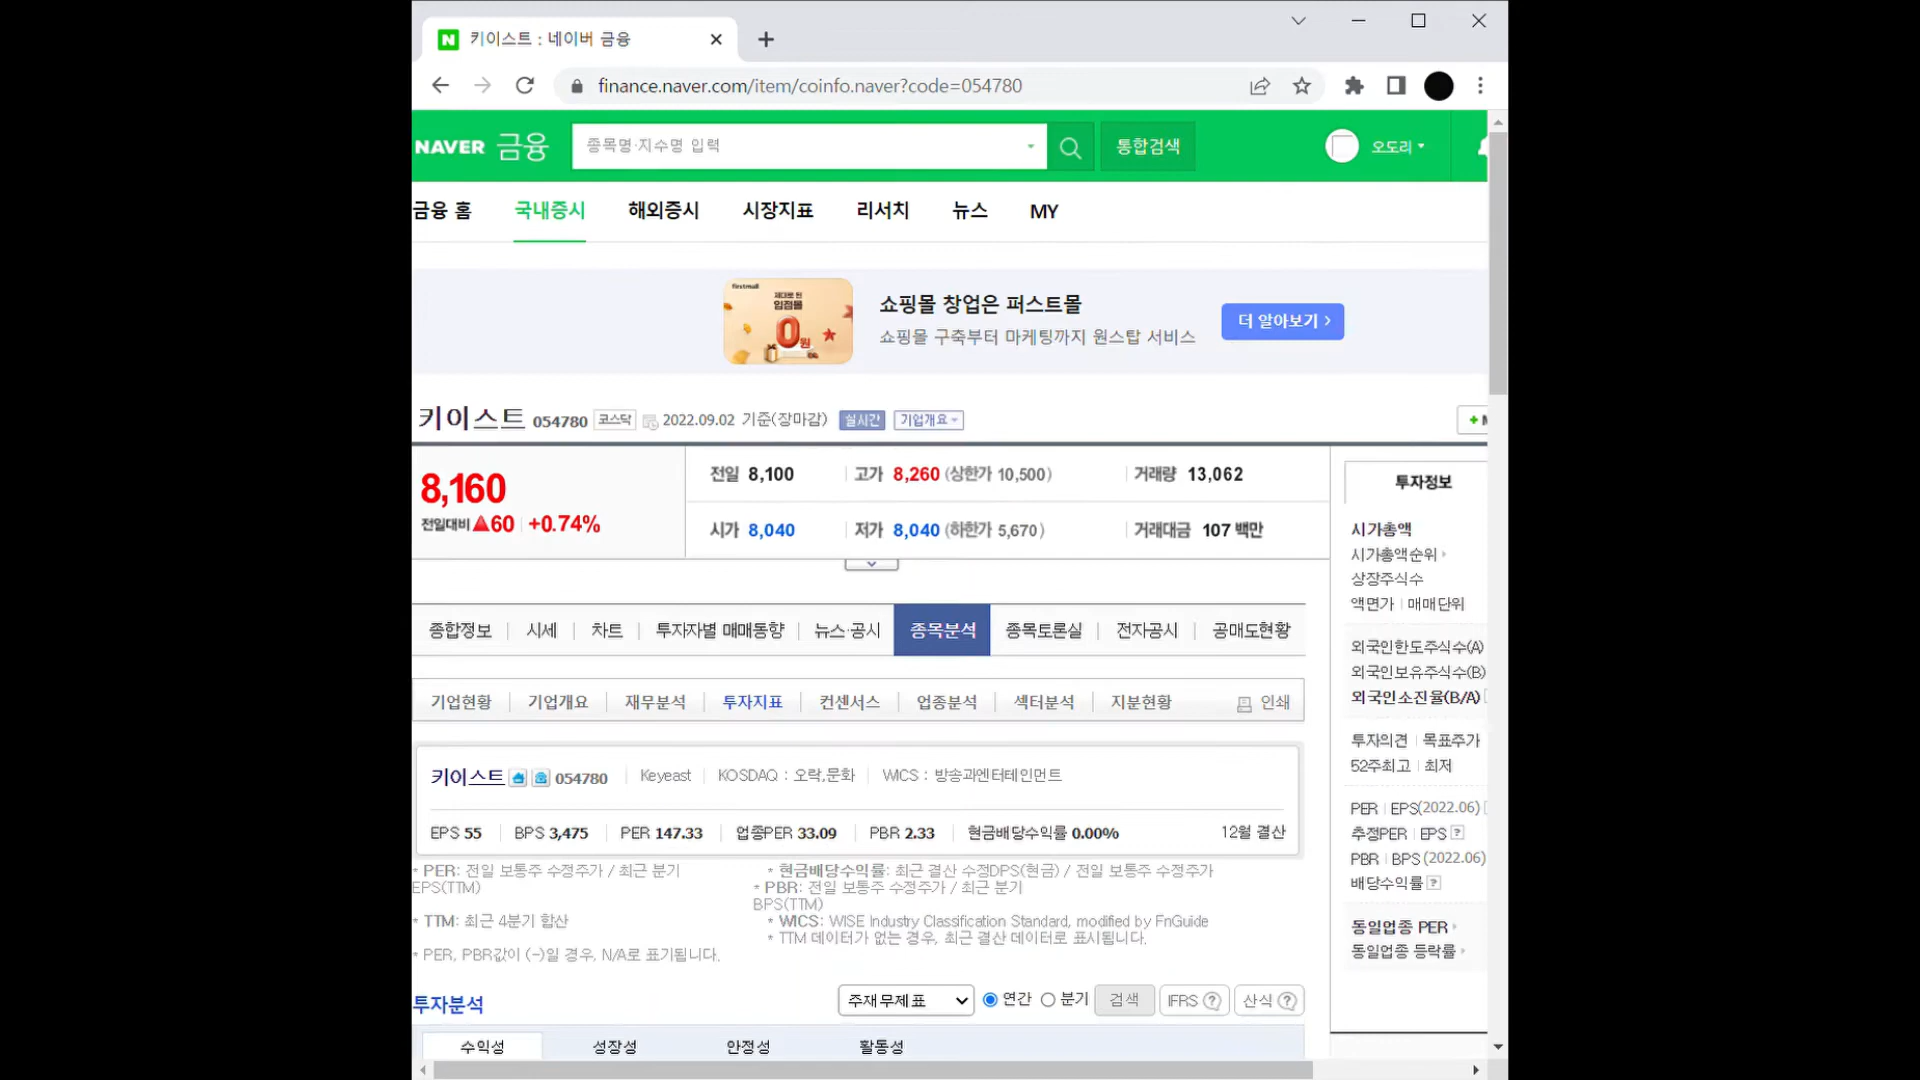 키이스트 : 네이버 금융
finance.naver.com/item/coinfo.naver?code=054780
NAVER 금융 종목명·지수명 입력 통합검색 오도리
금융 홈 국내증시 해외증시 시장지표 리서치 뉴스 MY
firstmall
제대로 된
입점몰
0원
쇼핑몰 창업은 퍼스트몰
쇼핑몰 구축부터 마케팅까지 원스탑 서비스
더 알아보기 >
키이스트 054780 코스닥 2022.09.02 기준(장마감) 실시간 기업개요
8,160
전일대비 ▲60 +0.74%
전일 8,100 고가 8,260 (상한가 10,500) 거래량 13,062
시가 8,040 저가 8,040 (하한가 5,670) 거래대금 107 백만
종합정보 시세 차트 투자자별 매매동향 뉴스·공시 종목분석 종목토론실 전자공시 공매도현황
기업현황 기업개요 재무분석 투자지표 컨센서스 업종분석 섹터분석 지분현황 인쇄
키이스트 054780 Keyeast KOSDAQ : 오락,문화 WICS : 방송과엔터테인먼트
EPS 55 BPS 3,475 PER 147.33 업종PER 33.09 PBR 2.33 현금배당수익률 0.00% 12월 결산
* PER: 전일 보통주 수정주가 / 최근 분기
EPS(TTM)
* TTM: 최근 4분기 합산
* PER, PBR값이 (-)일 경우, N/A로 표기됩니다.
* 현금배당수익률: 최근 결산 수정DPS(현금) / 전일 보통주 수정주가
* PBR: 전일 보통주 수정주가 / 최근 분기
BPS(TTM)
* WICS: WISE Industry Classification Standard, modified by FnGuide
* TTM 데이터가 없는 경우, 최근 결산 데이터로 표시됩니다.
투자분석 주재무제표 연간 분기 검색 IFRS ? 산식 ?
수익성 성장성 안정성 활동성
투자정보
시가총액
시가총액순위
상장주식수
액면가 | 매매단위
외국인한도주식수(A)
외국인보유주식수(B)
외국인소진율(B/A)
투자의견 | 목표주가
52주최고 | 최저
PER | EPS(2022.06)
추정PER | EPS ?
PBR | BPS (2022.06)
배당수익률 ?
동일업종 PER
동일업종 등락률